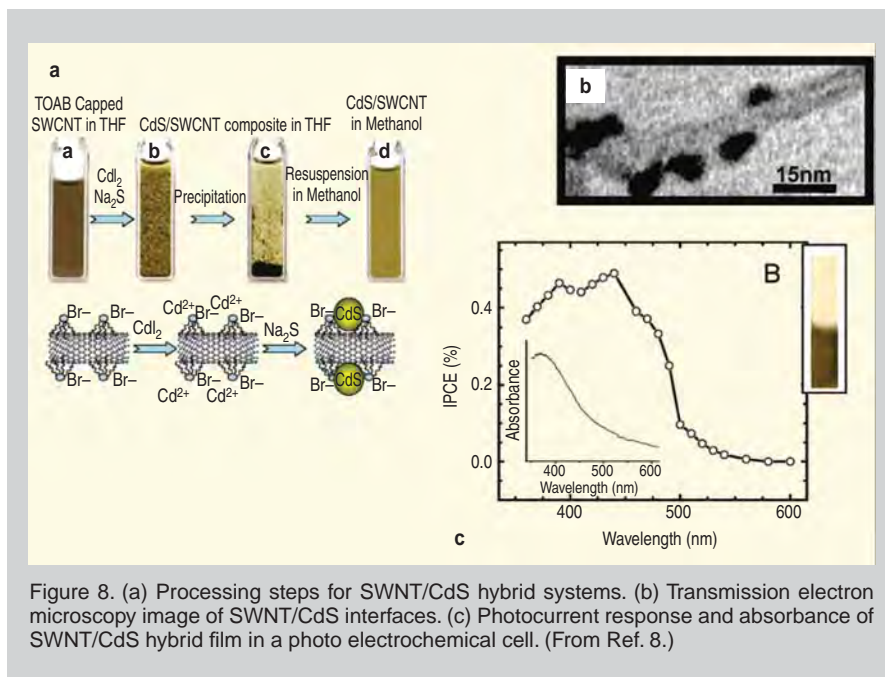 a
TOAB Capped
SWCNT in THF
CdS/SWCNT composite in THF
CdS/SWCNT
in Methanol
a
b
c
d
CdI2
Na2S
Precipitation
Resuspension
in Methanol
Br– Br–
Cd2+ Cd2+
Br– Br–
Br– CdS Br–
CdI2
Na2S
Br– Br–
Br– Br–
Cd2+ Cd2+
Br– CdS Br–
b
15nm
B
IPCE (%)
0.4
0.2
0.0
Absorbance
400 500 600
Wavelength (nm)
400 500 600
Wavelength (nm)
c
Figure 8. (a) Processing steps for SWNT/CdS hybrid systems. (b) Transmission electron
microscopy image of SWNT/CdS interfaces. (c) Photocurrent response and absorbance of
SWNT/CdS hybrid film in a photo electrochemical cell. (From Ref. 8.)